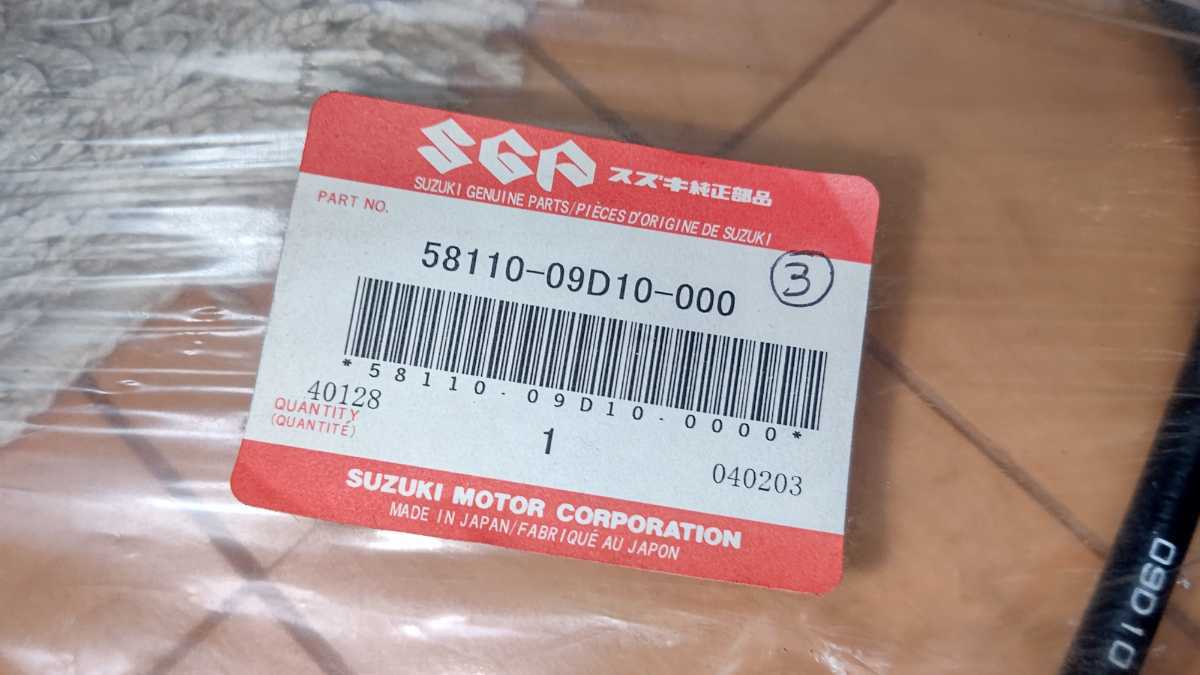 SGP スズキ純正部品
SUZUKI GENUINE PARTS/PIÈCES D'ORIGINE DE SUZUKI
PART NO.
58110-09D10-000
3
*58110-09D10-0000*
40128
QUANTITY
(QUANTITÉ)
1
040203
SUZUKI MOTOR CORPORATION
MADE IN JAPAN/FABRIQUÉ AU JAPON
09D10